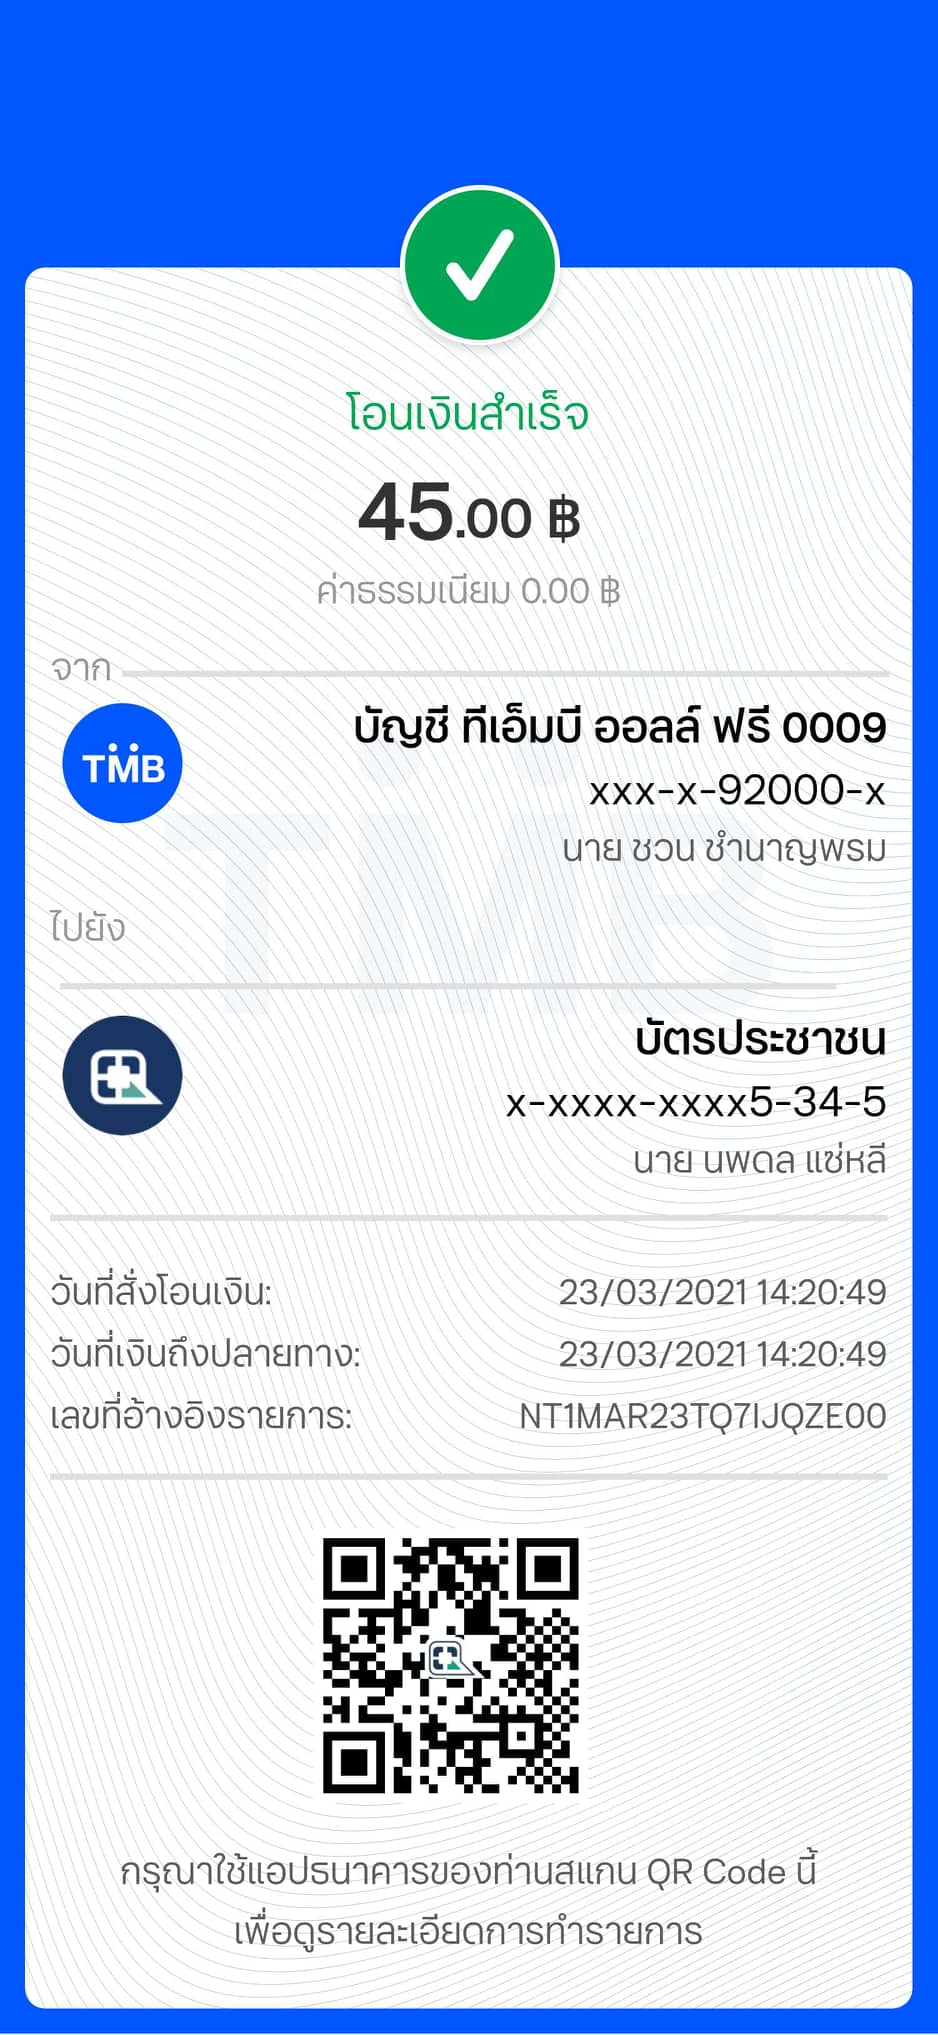 โอนเงินสำเร็จ
45.00 ฿
ค่าธรรมเนียม 0.00 ฿
จาก
TMB
บัญชี ทีเอ็มบี ออลล์ ฟรี 0009
xxx-x-92000-x
นาย ชวน ชำนาญพรม
TMB
ไปยัง
บัตรประชาชน
x-xxxx-xxxx5-34-5
นาย นพดล แซ่หลี
วันที่สั่งโอนเงิน: 23/03/2021 14:20:49
วันที่เงินถึงปลายทาง: 23/03/2021 14:20:49
เลขที่อ้างอิงรายการ: NT1MAR23TQ7IJQZE00
กรุณาใช้แอปธนาคารของท่านสแกน QR Code นี้
เพื่อดูรายละเอียดการทำรายการ